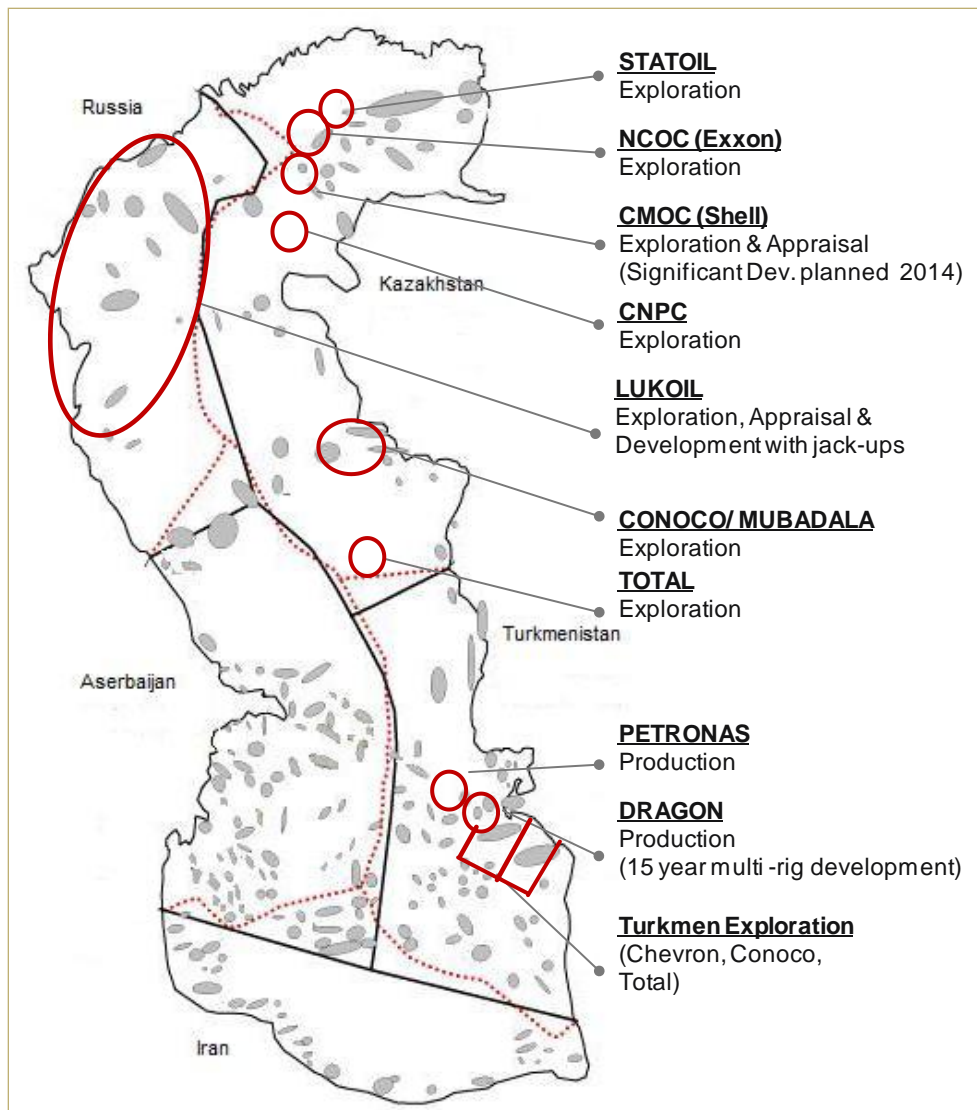 STATOIL
Exploration
Russia
NCOC (Exxon)
Exploration
CMOC (Shell)
Exploration & Appraisal
(Significant Dev. planned 2014)
Kazakhstan
CNPC
Exploration
LUKOIL
Exploration, Appraisal &
Development with jack-ups
CONOCO/ MUBADALA
Exploration
TOTAL
Exploration
Turkmenistan
Aserbaijan
PETRONAS
Production
DRAGON
Production
(15 year multi -rig development)
Turkmen Exploration
(Chevron, Conoco,
Total)
Iran